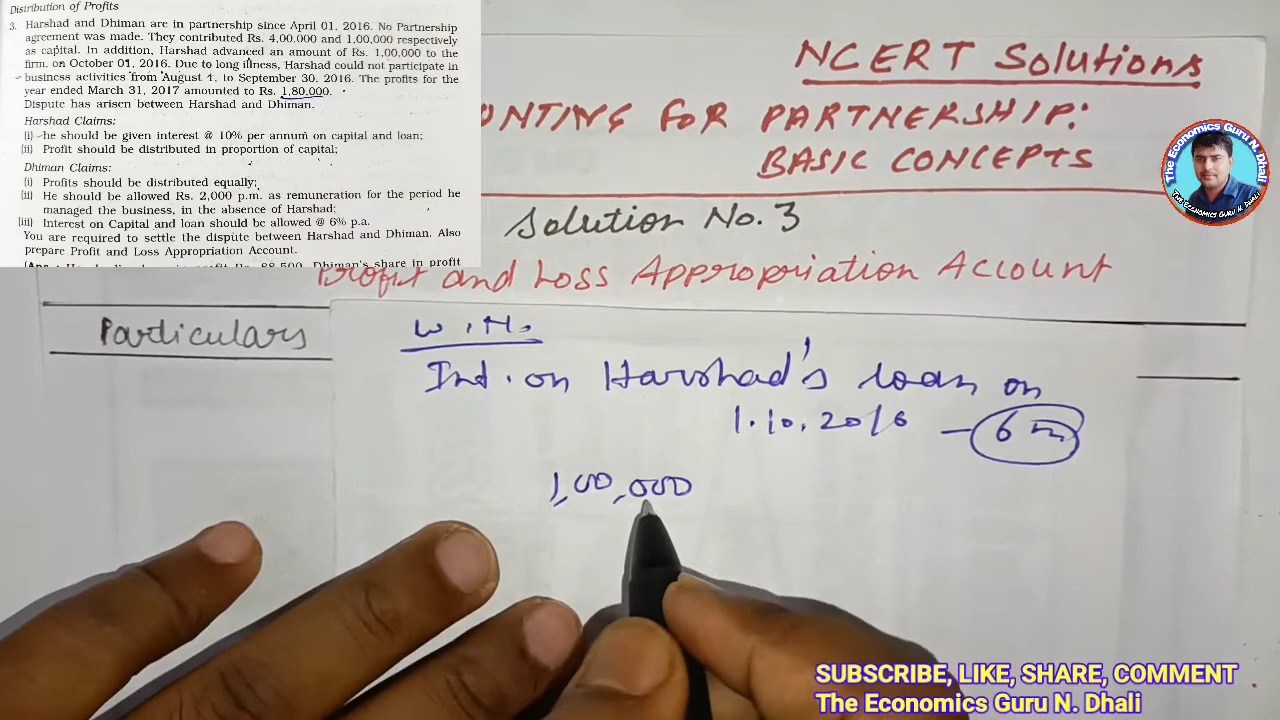 Distribution of Profits
3. Harshad and Dhiman are in partnership since April 01, 2016. No Partnership
agreement was made. They contributed Rs. 4,00,000 and 1,00,000 respectively
as capital. In addition, Harshad advanced an amount of Rs. 1,00,000 to the
firm, on October 01, 2016. Due to long illness, Harshad could not participate in
business activities from August 1, to September 30, 2016. The profits for the
year ended March 31, 2017 amounted to Rs. 1,80,000.
Dispute has arisen between Harshad and Dhiman.
Harshad Claims:
(i) he should be given interest @ 10% per annum on capital and loan;
(ii) Profit should be distributed in proportion of capital;
Dhiman Claims:
(i) Profits should be distributed equally;
(ii) He should be allowed Rs. 2,000 p.m. as remuneration for the period he
managed the business, in the absence of Harshad;
(iii) Interest on Capital and loan should be allowed @ 6% p.a.
You are required to settle the dispute between Harshad and Dhiman. Also
prepare Profit and Loss Appropriation Account.
88,500, Dhiman's share in profit
NCERT Solutions
ONTING FOR PARTNERSHIP:
BASIC CONCEPTS
The Economics Guru N. Dhali
THE ECONOMICS GURU N. DHALI
Solution No. 3
Profit and Loss Appropriation Account
Particulars
W.N.
Int. on Harshad's loan on
1.10.2016 – 6 m
1,00,000
SUBSCRIBE, LIKE, SHARE, COMMENT
The Economics Guru N. Dhali